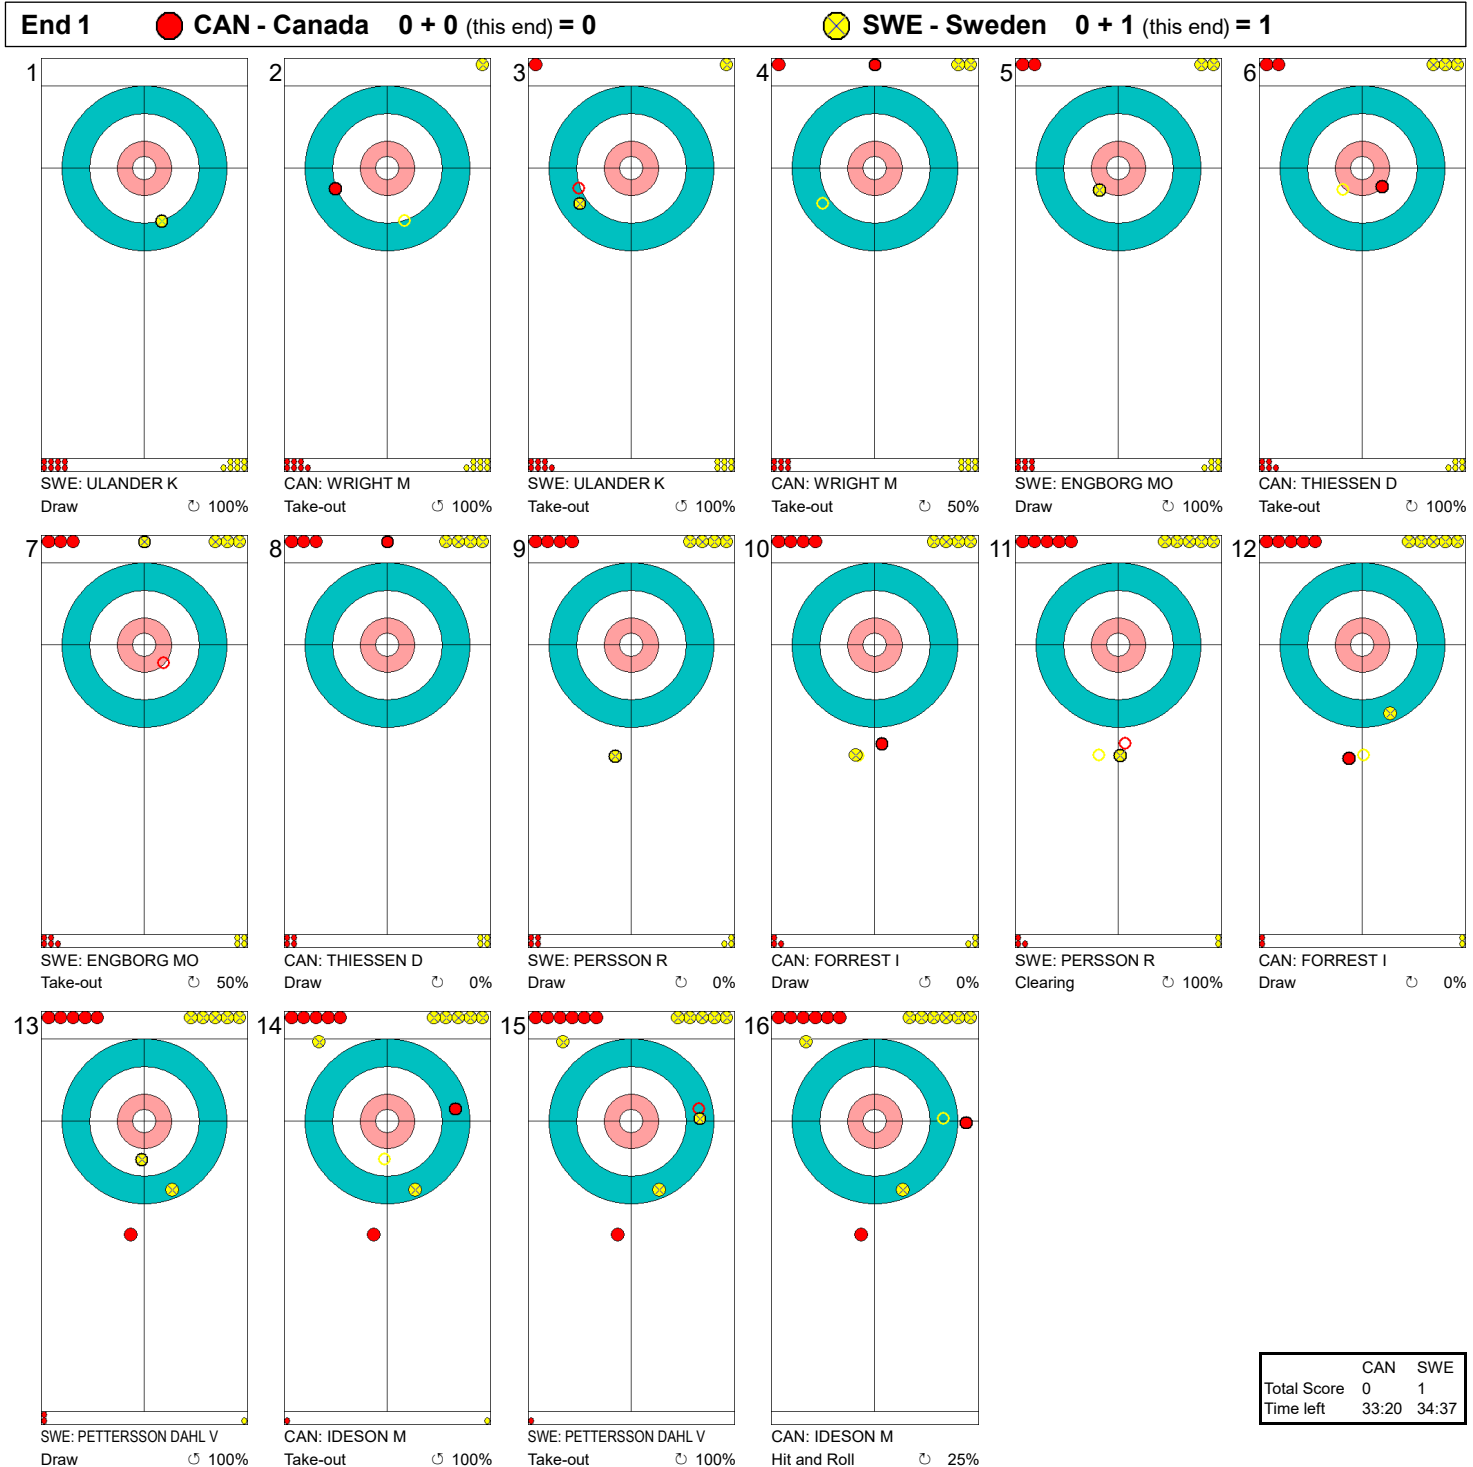 End 1 CAN - Canada 0 + 0 (this end) = 0 SWE - Sweden 0 + 1 (this end) = 1
1 2 3 4 5 6
SWE: ULANDER K
Draw ↻ 100%
CAN: WRIGHT M
Take-out ↺ 100%
SWE: ULANDER K
Take-out ↺ 100%
CAN: WRIGHT M
Take-out ↻ 50%
SWE: ENGBORG MO
Draw ↻ 100%
CAN: THIESSEN D
Take-out ↻ 100%
7 8 9 10 11 12
SWE: ENGBORG MO
Take-out ↻ 50%
CAN: THIESSEN D
Draw ↻ 0%
SWE: PERSSON R
Draw ↻ 0%
CAN: FORREST I
Draw ↺ 0%
SWE: PERSSON R
Clearing ↻ 100%
CAN: FORREST I
Draw ↻ 0%
13 14 15 16
SWE: PETTERSSON DAHL V
Draw ↺ 100%
CAN: IDESON M
Take-out ↺ 100%
SWE: PETTERSSON DAHL V
Take-out ↻ 100%
CAN: IDESON M
Hit and Roll ↻ 25%
CAN SWE
Total Score 0 1
Time left 33:20 34:37